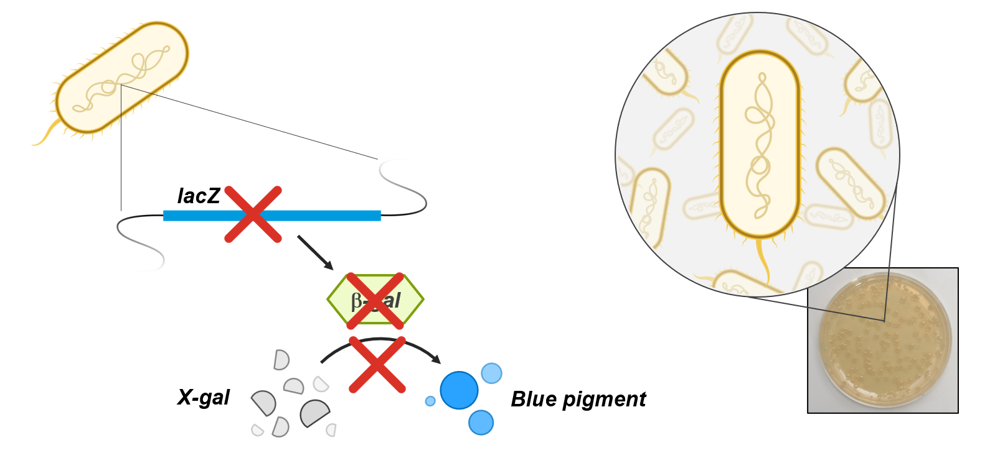 lacZ
β-gal
X-gal
Blue pigment